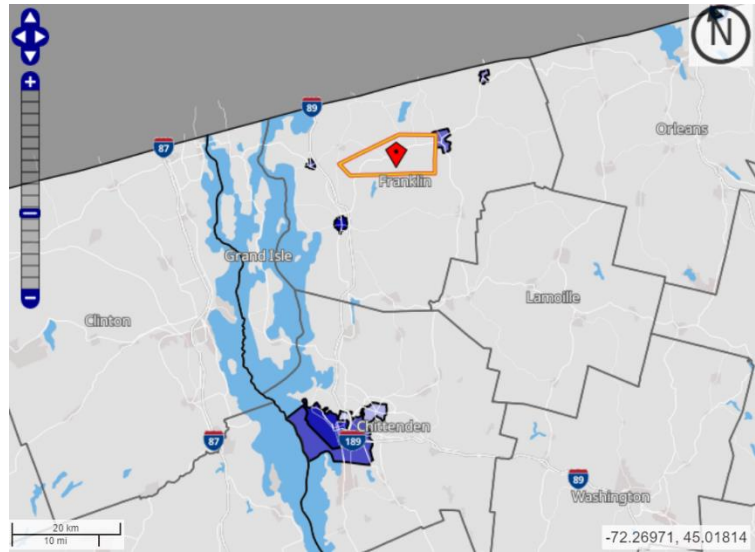 N
89
87
Orleans
Franklin
Grand Isle
Lamoille
Clinton
Chittenden
87
189
89
Washington
20 km
10 mi
-72.26971, 45.01814